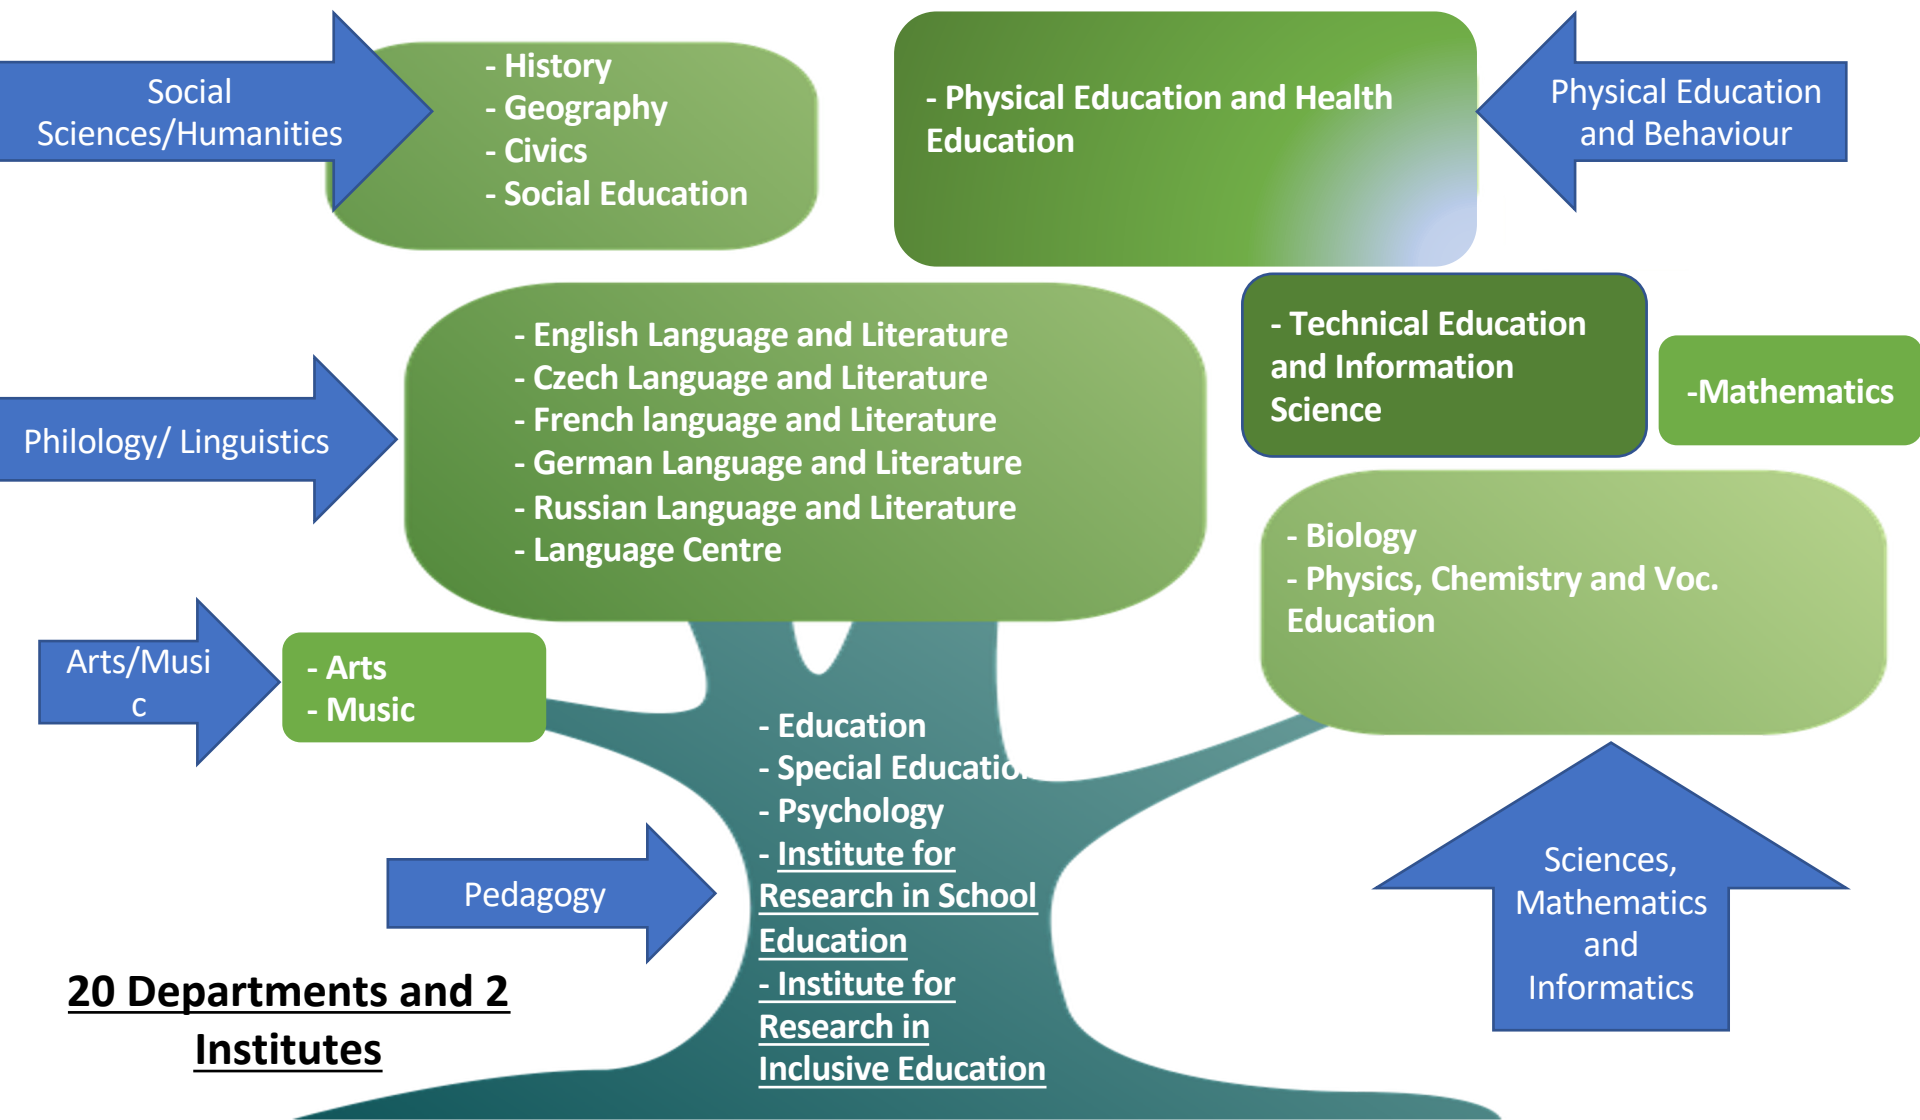 Social
Sciences/Humanities
- History
- Geography
- Civics
- Social Education
- Physical Education and Health
Education
Physical Education
and Behaviour
Philology/ Linguistics
- English Language and Literature
- Czech Language and Literature
- French language and Literature
- German Language and Literature
- Russian Language and Literature
- Language Centre
- Technical Education
and Information
Science
-Mathematics
- Biology
- Physics, Chemistry and Voc.
Education
Arts/Musi
c
- Arts
- Music
Pedagogy
- Education
- Special Education
- Psychology
- Institute for
Research in School
Education
- Institute for
Research in
Inclusive Education
Sciences,
Mathematics
and
Informatics
20 Departments and 2
Institutes